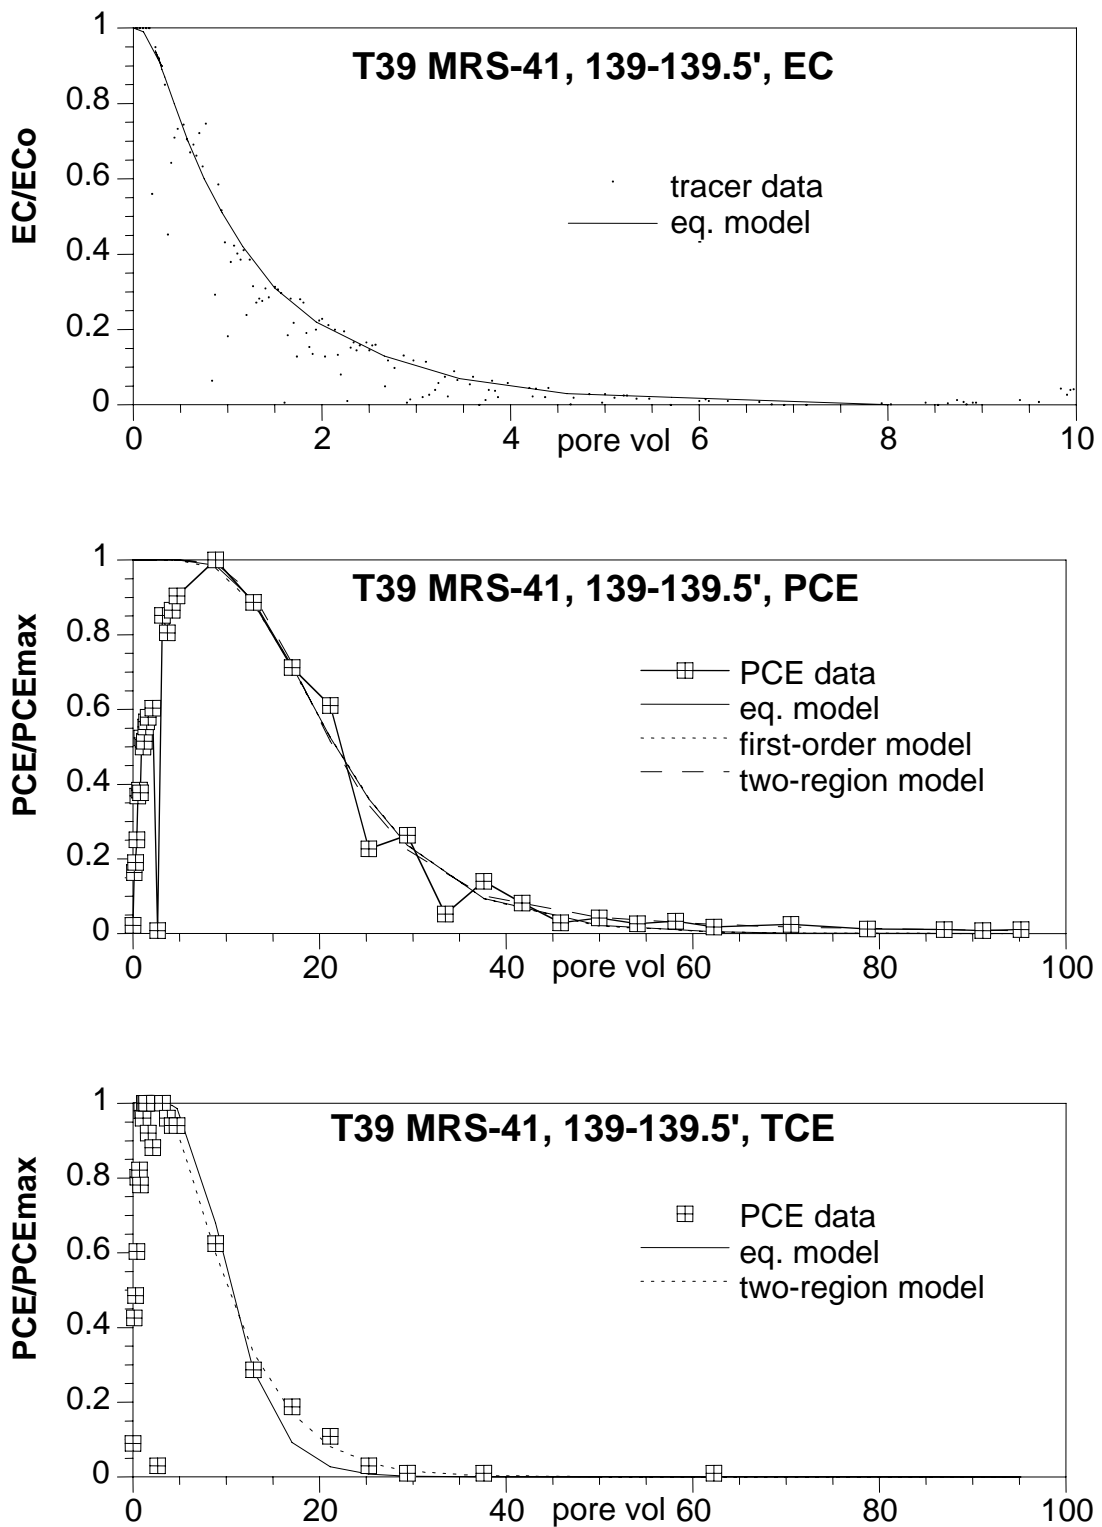 1
T39 MRS-41, 139-139.5', EC
0.8
0.6
0.4
0.2
0
EC/ECo
tracer data
eq. model
0 2 4 pore vol 6 8 10
1
T39 MRS-41, 139-139.5', PCE
0.8
0.6
0.4
0.2
0
PCE/PCEmax
PCE data
eq. model
first-order model
two-region model
0 20 40 pore vol 60 80 100
1
T39 MRS-41, 139-139.5', TCE
0.8
0.6
0.4
0.2
0
PCE/PCEmax
PCE data
eq. model
two-region model
0 20 40 pore vol 60 80 100